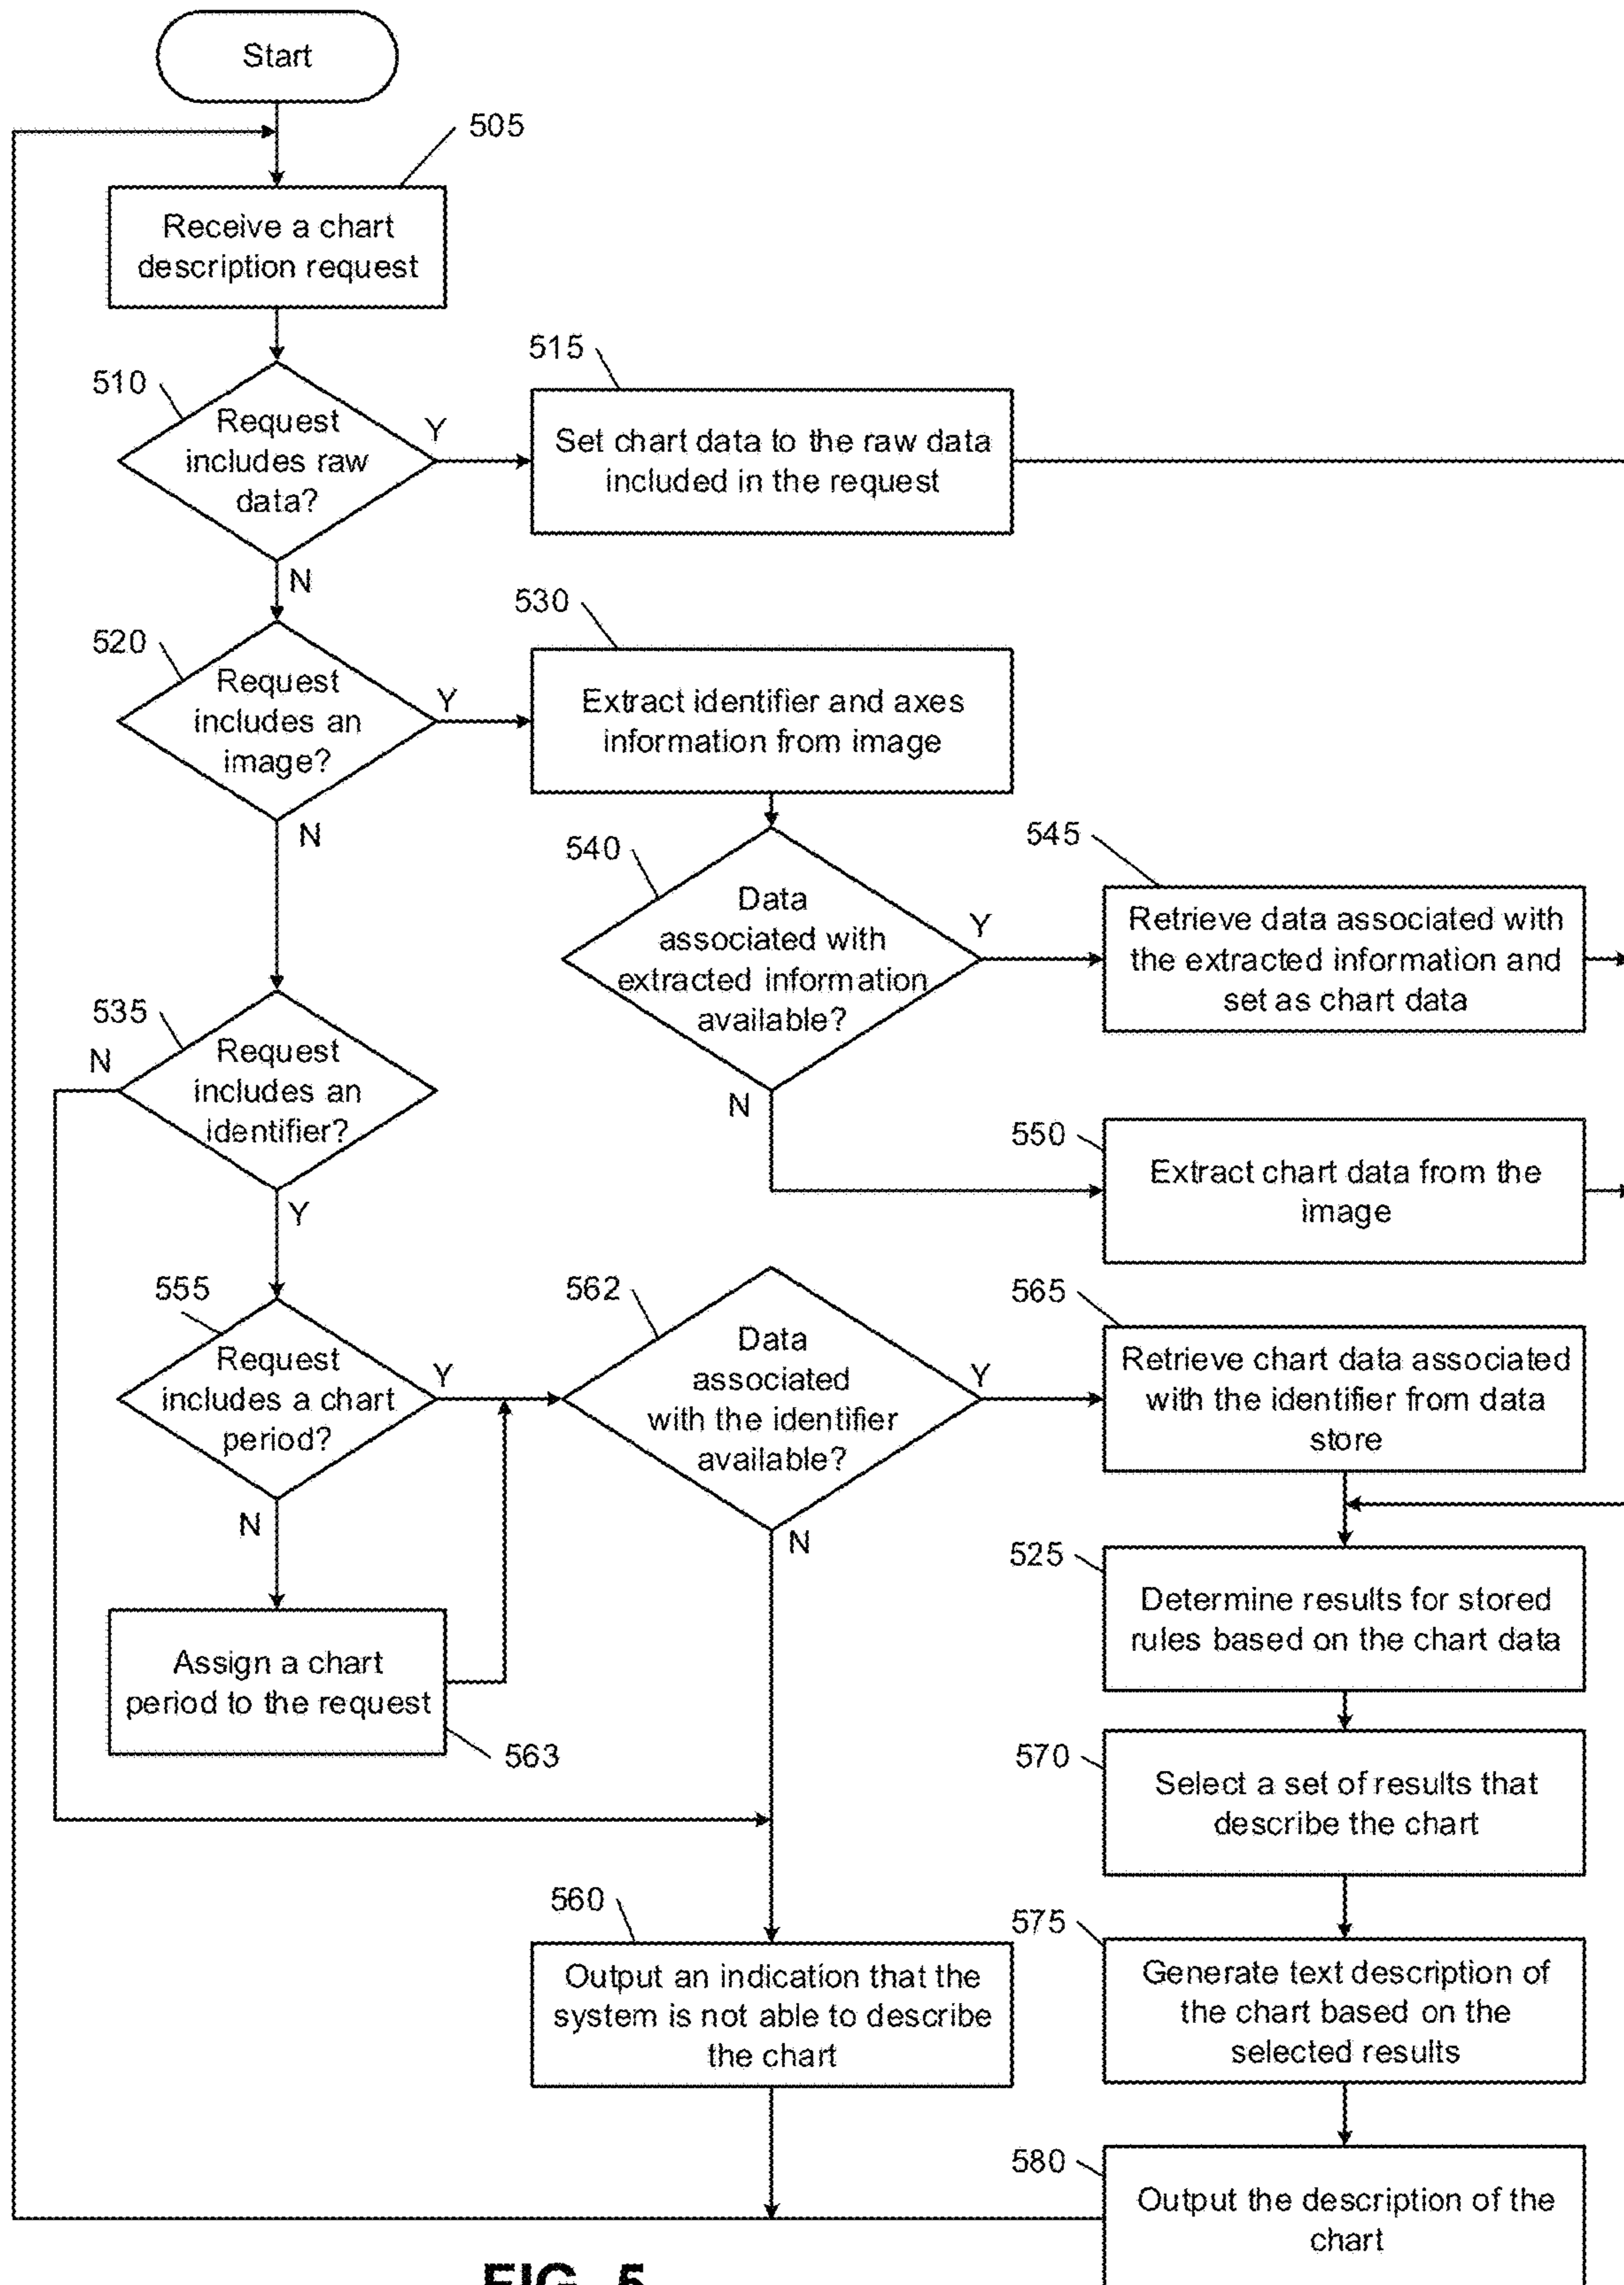 Start
505
Receive a chart
description request
510
Request
includes raw
data?
Y
N
515
Set chart data to the raw data
included in the request
520
Request
includes an
image?
Y
N
530
Extract identifier and axes
information from image
540
Data
associated with
extracted information
available?
Y
N
545
Retrieve data associated with
the extracted information and
set as chart data
535
N
Request
includes an
identifier?
Y
550
Extract chart data from the
image
555
Request
includes a chart
period?
Y
N
562
Data
associated
with the identifier
available?
Y
N
565
Retrieve chart data associated
with the identifier from data
store
525
Determine results for stored
rules based on the chart data
Assign a chart
period to the request
563
570
Select a set of results that
describe the chart
560
Output an indication that the
system is not able to describe
the chart
575
Generate text description of
the chart based on the
selected results
580
Output the description of the
chart
FIG. 5